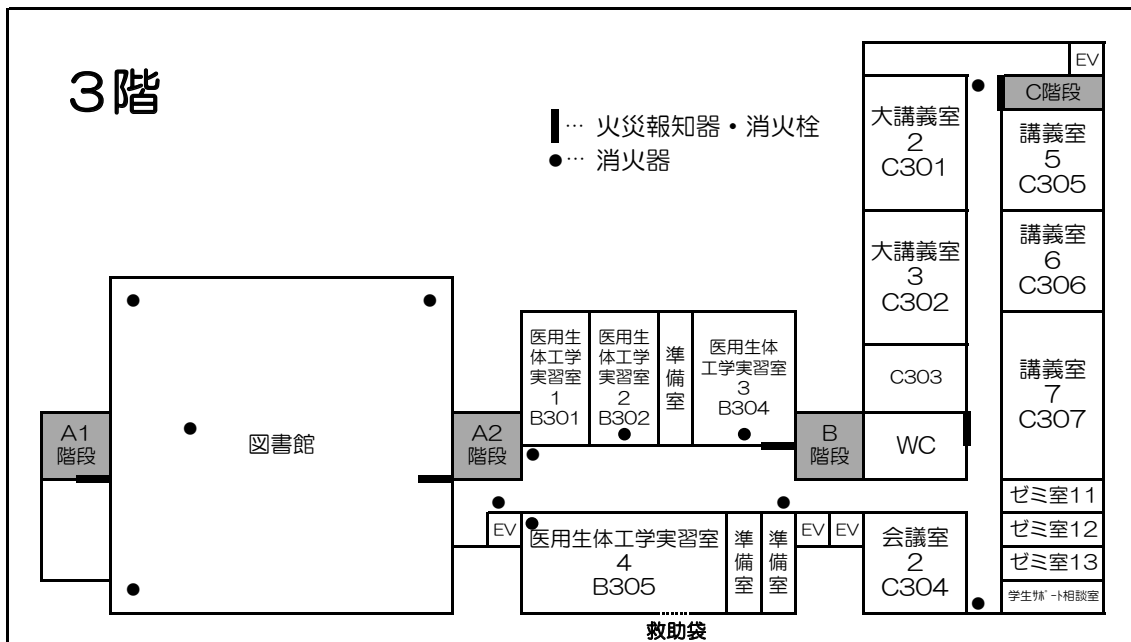 3階
▌… 火災報知器・消火栓
●… 消火器
EV
C階段
大講義室
2
C301
講義室
5
C305
大講義室
3
C302
講義室
6
C306
C303
講義室
7
C307
医用生
体工学
実習室
1
B301
医用生
体工学
実習室
2
B302
準
備
室
医用生体
工学実習室
3
B304
A1
階段
図書館
A2
階段
B
階段
WC
ゼミ室11
ゼミ室12
ゼミ室13
学生ｻﾎﾟｰﾄ相談室
EV
医用生体工学実習室
4
B305
準
備
室
準
備
室
EV
EV
会議室
2
C304
救助袋